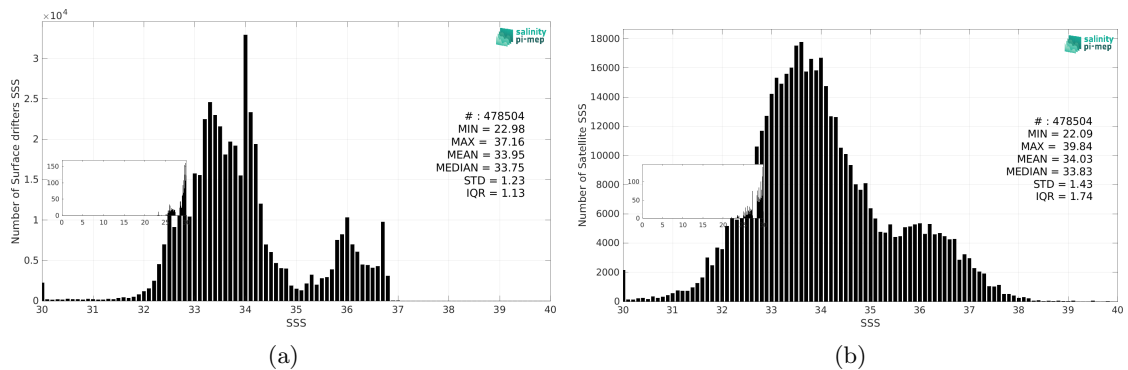 ×10⁴
salinity
pi-mep
3.5
3
2.5
2
1.5
1
0.5
0
Number of Surface drifters SSS
# : 478504
MIN = 22.98
MAX = 37.16
MEAN = 33.95
MEDIAN = 33.75
STD = 1.23
IQR = 1.13
150
100
50
0
0 5 10 15 20 25
30 31 32 33 34 35 36 37 38 39 40
SSS
(a)
salinity
pi-mep
18000
16000
14000
12000
10000
8000
6000
4000
2000
0
Number of Satellite SSS
# : 478504
MIN = 22.09
MAX = 39.84
MEAN = 34.03
MEDIAN = 33.83
STD = 1.43
IQR = 1.74
100
50
0
0 5 10 15 20 25
30 31 32 33 34 35 36 37 38 39 40
SSS
(b)